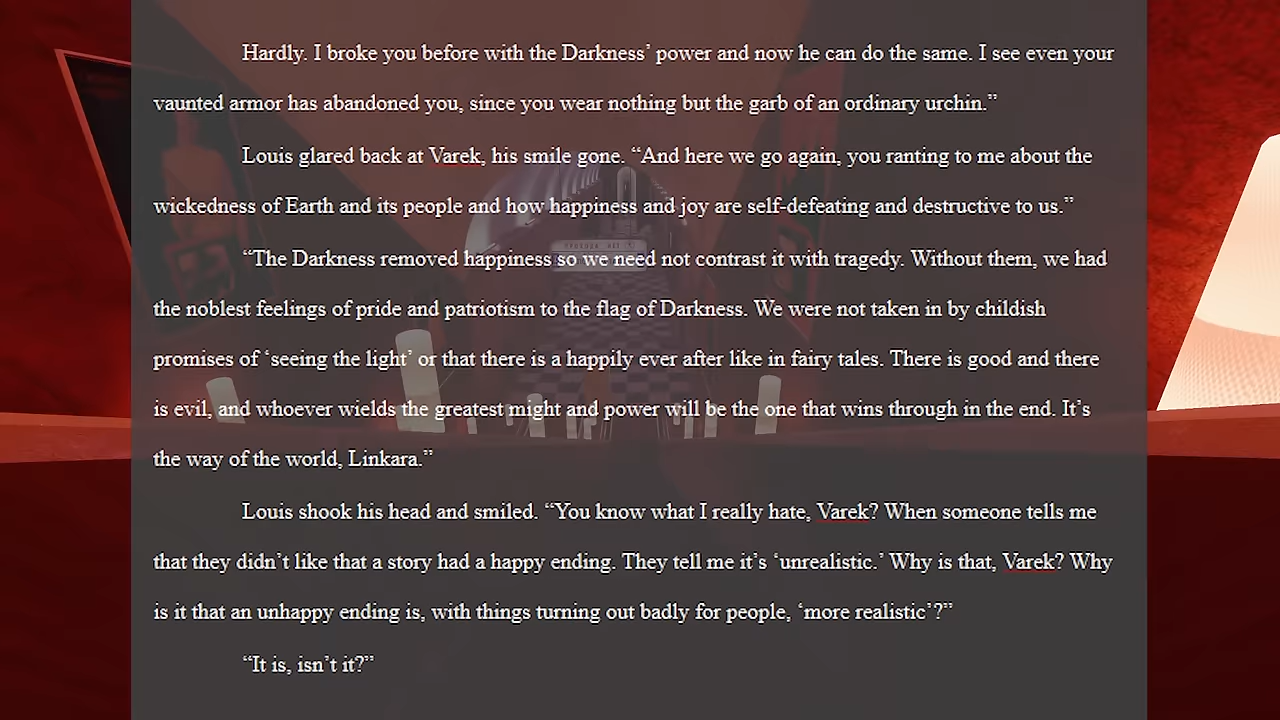 Hardly. I broke you before with the Darkness’ power and now he can do the same. I see even your
vaunted armor has abandoned you, since you wear nothing but the garb of an ordinary urchin.”
Louis glared back at Varek, his smile gone. “And here we go again, you ranting to me about the
wickedness of Earth and its people and how happiness and joy are self-defeating and destructive to us.”
“The Darkness removed happiness so we need not contrast it with tragedy. Without them, we had
the noblest feelings of pride and patriotism to the flag of Darkness. We were not taken in by childish
promises of ‘seeing the light’ or that there is a happily ever after like in fairy tales. There is good and there
is evil, and whoever wields the greatest might and power will be the one that wins through in the end. It’s
the way of the world, Linkara.”
Louis shook his head and smiled. “You know what I really hate, Varek? When someone tells me
that they didn’t like that a story had a happy ending. They tell me it’s ‘unrealistic.’ Why is that, Varek? Why
is it that an unhappy ending is, with things turning out badly for people, ‘more realistic’?”
“It is, isn’t it?”